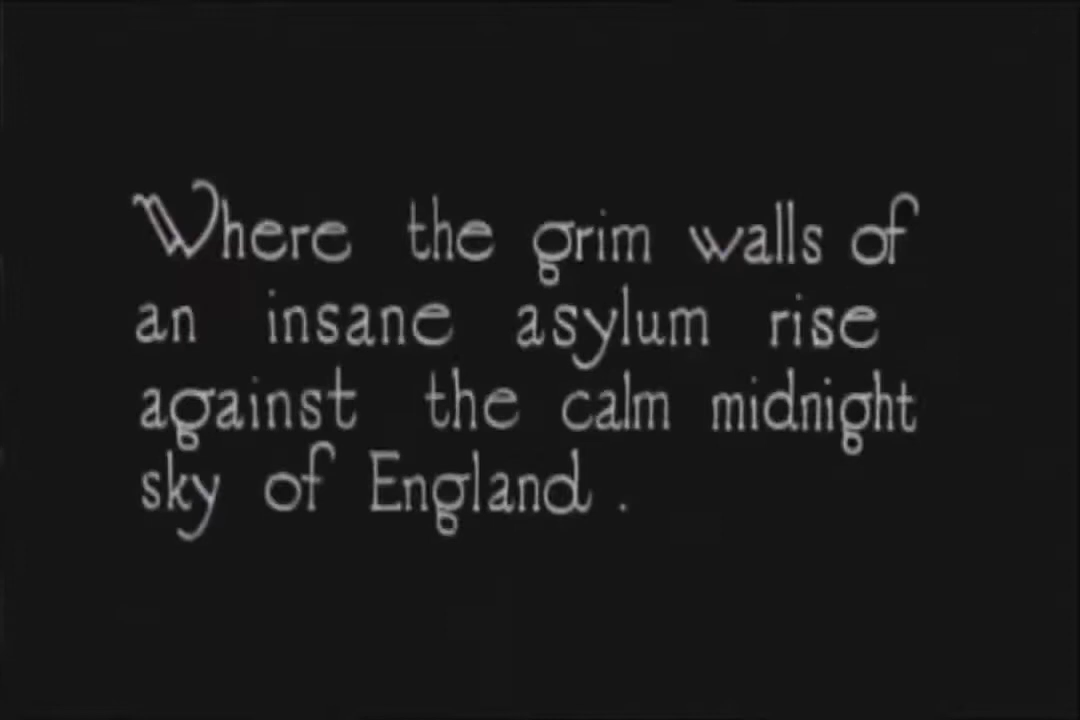 Where the grim walls of
an insane asylum rise
against the calm midnight
sky of England .